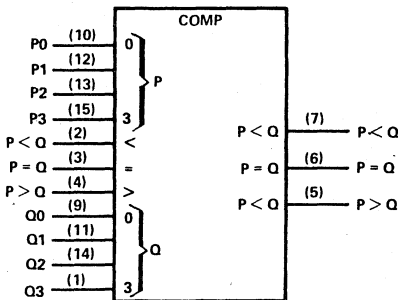 COMP
P0 (10) 0
P1 (12)
P2 (13)
P
P3 (15) 3
P < Q (2) <
P = Q (3) =
P > Q (4) >
Q0 (9) 0
Q1 (11)
Q2 (14)
Q
Q3 (1) 3
P < Q (7) P < Q
P = Q (6) P = Q
P < Q (5) P > Q